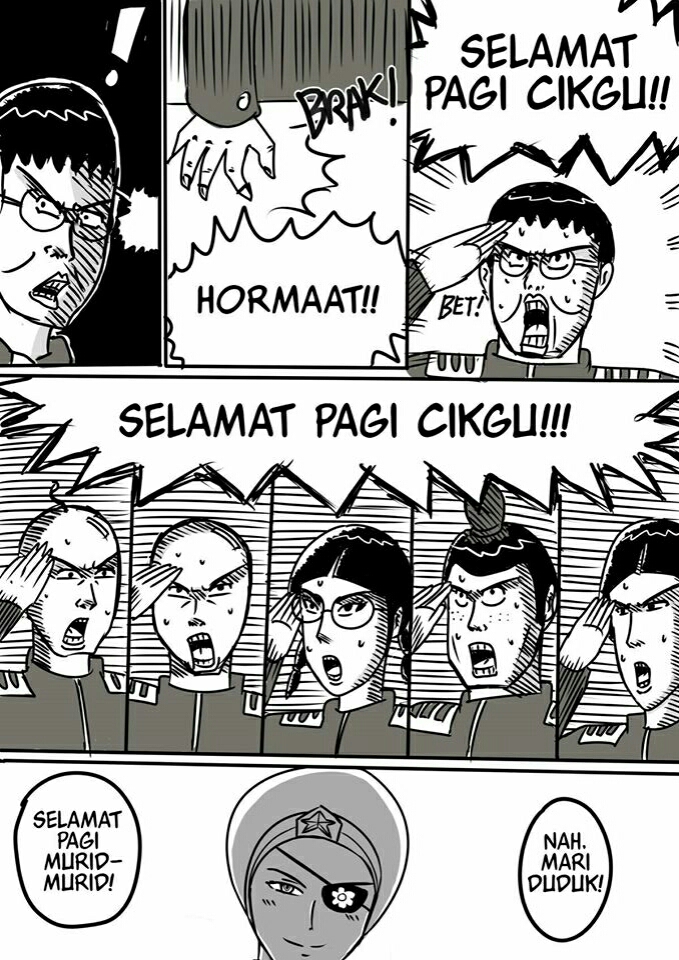 !
BRAK!
HORMAAT!!
SELAMAT
PAGI CIKGU!!
BET!
SELAMAT PAGI CIKGU!!!
SELAMAT
PAGI
MURID-
MURID!
NAH.
MARI
DUDUK!